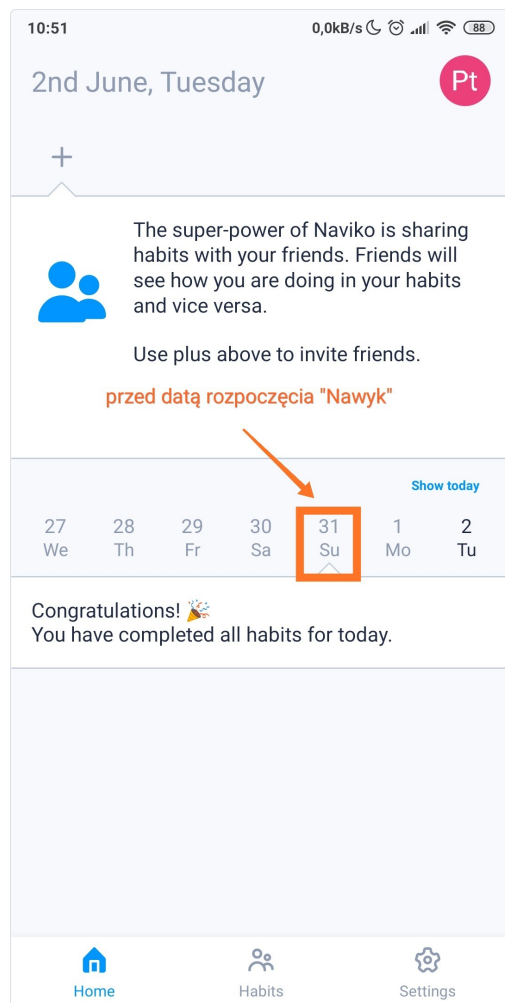 10:51 0,0kB/s 88
2nd June, Tuesday
Pt
+
The super-power of Naviko is sharing
habits with your friends. Friends will
see how you are doing in your habits
and vice versa.
Use plus above to invite friends.
przed datą rozpoczęcia "Nawyk"
Show today
27 28 29 30 31 1 2
We Th Fr Sa Su Mo Tu
Congratulations! 🎉
You have completed all habits for today.
Home Habits Settings